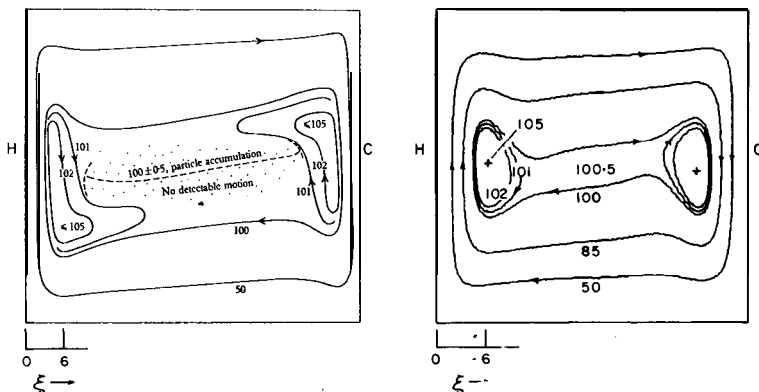 H
C
101
102
≤105
100 ± 0·5, particle accumulation
No detectable motion
≤105
102
101
100
50
0 6
ξ →
H
C
105
102
101
100·5
100
85
50
0 6
ξ